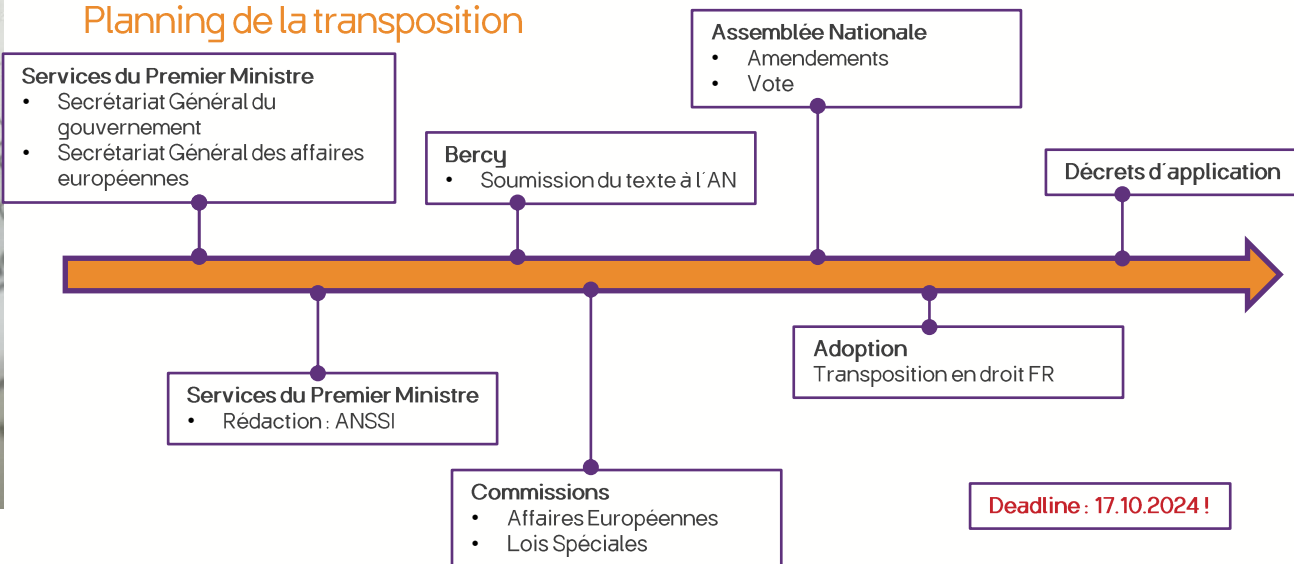 Planning de la transposition
Services du Premier Ministre
• Secrétariat Général du
gouvernement
• Secrétariat Général des affaires
européennes
Services du Premier Ministre
• Rédaction : ANSSI
Bercy
• Soumission du texte à l´AN
Commissions
• Affaires Européennes
• Lois Spéciales
Assemblée Nationale
• Amendements
• Vote
Adoption
Transposition en droit FR
Décrets d´application
Deadline : 17.10.2024 !